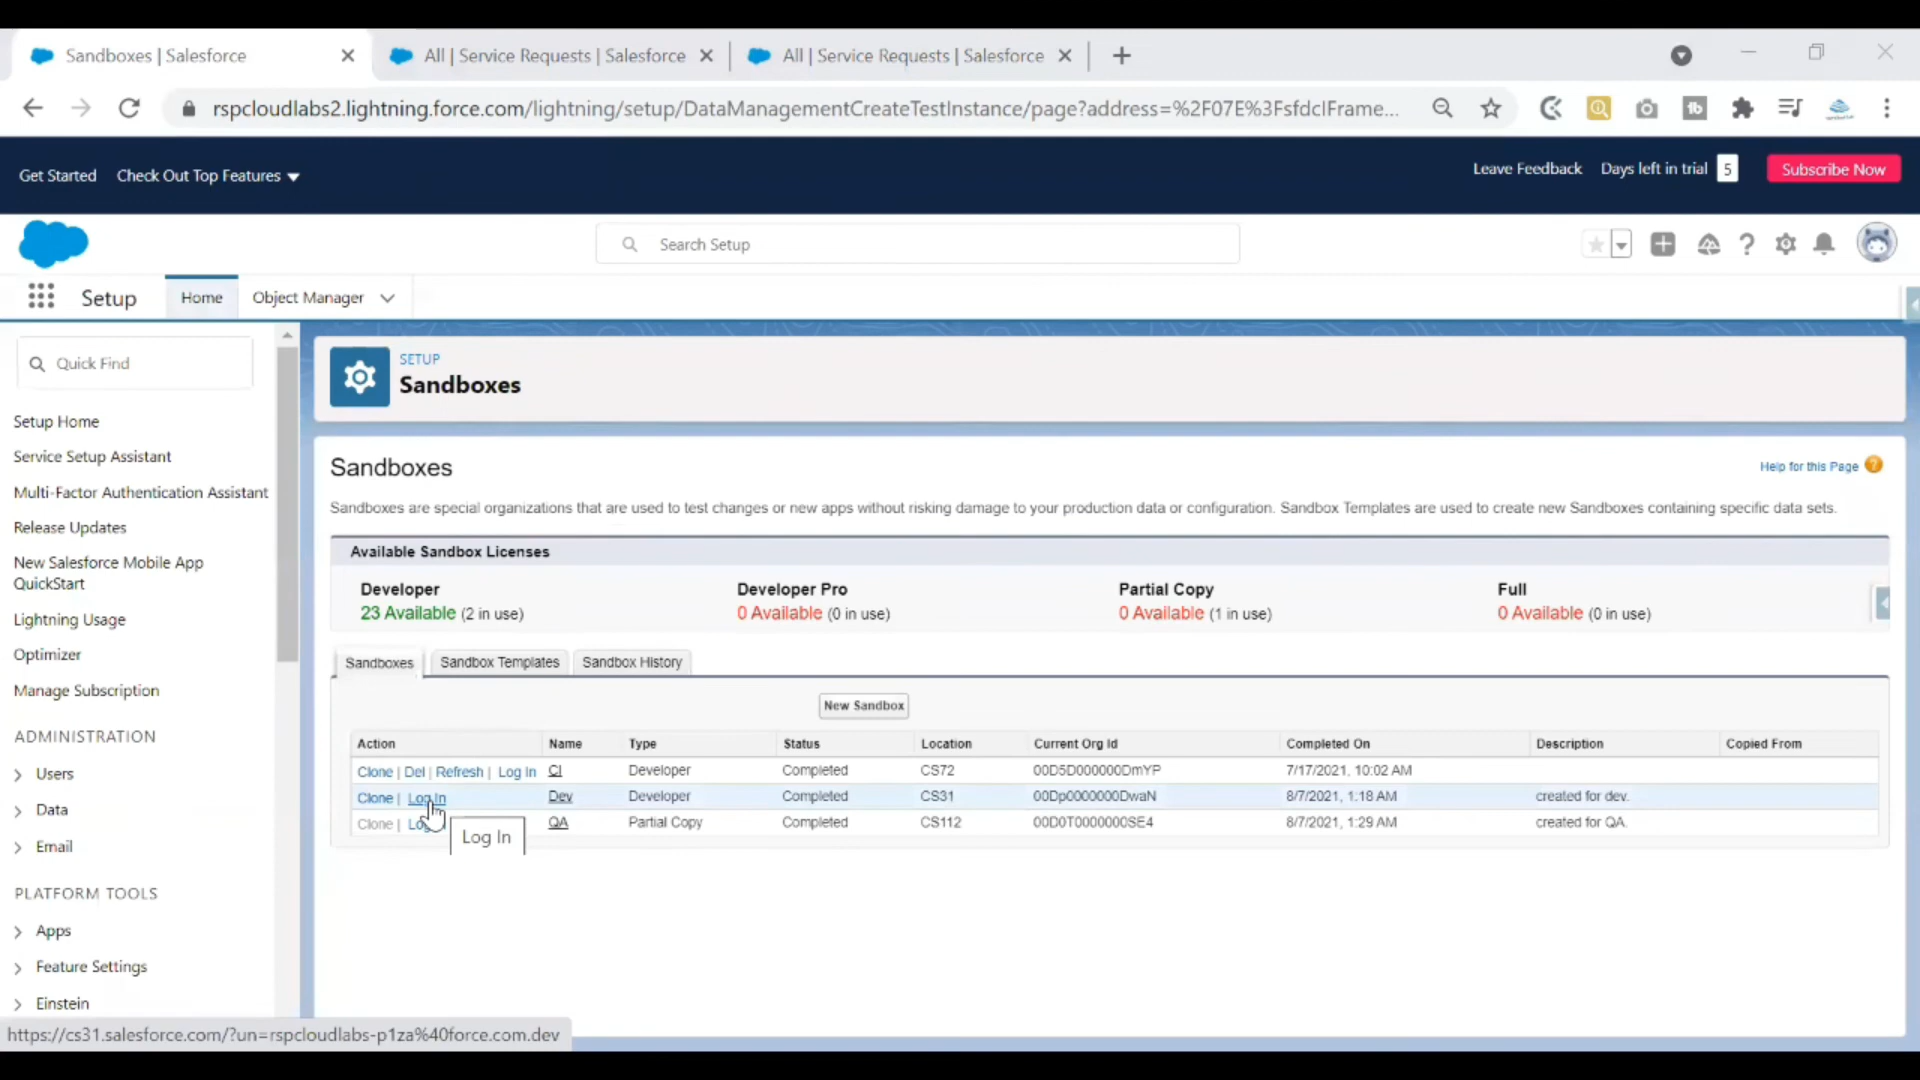 Sandboxes | Salesforce
All | Service Requests | Salesforce
All | Service Requests | Salesforce
rspcloudlabs2.lightning.force.com/lightning/setup/DataManagementCreateTestInstance/page?address=%2F07E%3FsfdcIFrame...
Get Started
Check Out Top Features
Leave Feedback
Days left in trial
5
Subscribe Now
Search Setup
Setup
Home
Object Manager
Quick Find
Setup Home
Service Setup Assistant
Multi-Factor Authentication Assistant
Release Updates
New Salesforce Mobile App
QuickStart
Lightning Usage
Optimizer
Manage Subscription
ADMINISTRATION
Users
Data
Email
PLATFORM TOOLS
Apps
Feature Settings
Einstein
SETUP
Sandboxes
Sandboxes
Help for this Page
Sandboxes are special organizations that are used to test changes or new apps without risking damage to your production data or configuration. Sandbox Templates are used to create new Sandboxes containing specific data sets.
Available Sandbox Licenses
Developer
23 Available (2 in use)
Developer Pro
0 Available (0 in use)
Partial Copy
0 Available (1 in use)
Full
0 Available (0 in use)
Sandboxes
Sandbox Templates
Sandbox History
New Sandbox
Action Name Type Status Location Current Org Id Completed On Description Copied From
Clone | Del | Refresh | Log In CI Developer Completed CS72 00D5D000000DmYP 7/17/2021, 10:02 AM
Clone | Log In Dev Developer Completed CS31 00Dp0000000DwaN 8/7/2021, 1:18 AM created for dev.
Clone | QA Partial Copy Completed CS112 00D0T0000000SE4 8/7/2021, 1:29 AM created for QA.
Log In
https://cs31.salesforce.com/?un=rspcloudlabs-p1za%40force.com.dev